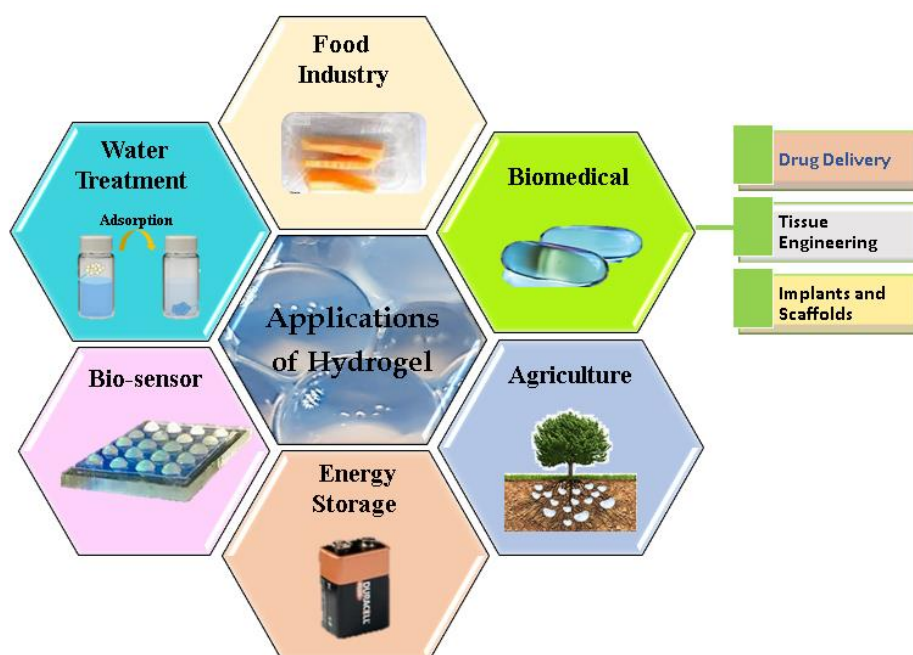 Food
Industry
Water
Treatment
Adsorption
Biomedical
Drug Delivery
Tissue
Engineering
Implants and
Scaffolds
Applications
of Hydrogel
Bio-sensor
Agriculture
Energy
Storage
DURACELL